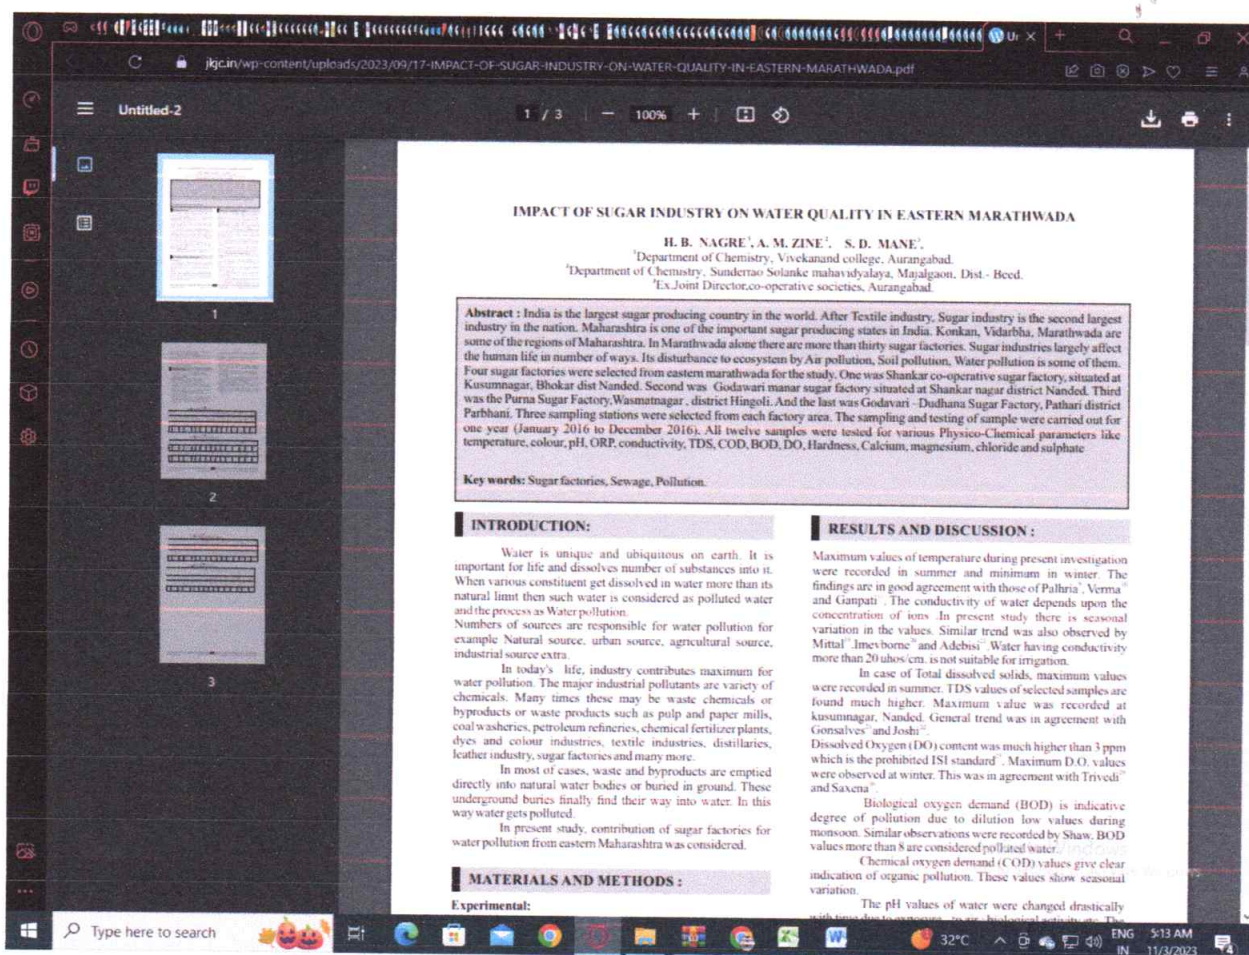 Ur
jkjc.in/wp-content/uploads/2023/09/17-IMPACT-OF-SUGAR-INDUSTRY-ON-WATER-QUALITY-IN-EASTERN-MARATHWADA.pdf
Untitled-2
1 / 3
100%
1
2
3
IMPACT OF SUGAR INDUSTRY ON WATER QUALITY IN EASTERN MARATHWADA
H. B. NAGRE¹, A. M. ZINE², S. D. MANE³,
Department of Chemistry, Vivekanand college, Aurangabad.
Department of Chemustry, Sunderrao Solanke mahavidyalaya, Majalgaon, Dist.- Beed.
Ex.Joint Director,co-operative societies, Aurangabad.
Abstract : India is the largest sugar producing country in the world. After Textile industry, Sugar industry is the second largest
industry in the nation. Maharashtra is one of the important sugar producing states in India. Konkan, Vidarbha, Marathwada are
some of the regions of Maharashtra. In Marathwada alone there are more than thirty sugar factories. Sugar industries largely affect
the human life in number of ways. Its disturbance to ecosystem by Air pollution, Soil pollution, Water pollution is some of them.
Four sugar factories were selected from eastern marathwada for the study. One was Shankar co-operative sugar factory, situated at
Kusumnagar, Bhokar dist Nanded. Second was Godawari manar sugar factory situated at Shankar nagar district Nanded. Third
was the Purna Sugar Factory,Wasmatnagar , district Hingoli. And the last was Godavari –Dudhana Sugar Factory, Pathari district
Parbhani. Three sampling stations were selected from each factory area. The sampling and testing of sample were carried out for
one year (January 2016 to December 2016). All twelve samples were tested for various Physico-Chemical parameters like
temperature, colour, pH, ORP, conductivity, TDS, COD, BOD, DO, Hardness, Calcium, magnesium, chloride and sulphate
Key words: Sugar factories, Sewage, Pollution.
INTRODUCTION:
Water is unique and ubiquitous on earth. It is
important for life and dissolves number of substances into it.
When various constituent get dissolved in water more than its
natural limit then such water is considered as polluted water
and the process as Water pollution.
Numbers of sources are responsible for water pollution for
example Natural source, urban source, agricultural source,
industrial source extra.
In today's life, industry contributes maximum for
water pollution. The major industrial pollutants are variety of
chemicals. Many times these may be waste chemicals or
byproducts or waste products such as pulp and paper mills,
coal washeries, petroleum refineries, chemical fertilizer plants,
dyes and colour industries, textile industries, distillaries,
leather industry, sugar factories and many more.
In most of cases, waste and byproducts are emptied
directly into natural water bodies or buried in ground. These
underground buries finally find their way into water. In this
way water gets polluted.
In present study, contribution of sugar factories for
water pollution from eastern Maharashtra was considered.
MATERIALS AND METHODS :
Experimental:
RESULTS AND DISCUSSION :
Maximum values of temperature during present investigation
were recorded in summer and minimum in winter. The
findings are in good agreement with those of Palhria, Verma
and Ganpati . The conductivity of water depends upon the
concentration of ions .In present study there is seasonal
variation in the values. Similar trend was also observed by
Mittal ,Imevborne and Adebisi .Water having conductivity
more than 20 uhos/cm. is not suitable for irrigation.
In case of Total dissolved solids, maximum values
were recorded in summer. TDS values of selected samples are
found much higher. Maximum value was recorded at
kusumnagar, Nanded. General trend was in agreement with
Gonsalves and Joshi .
Dissolved Oxygen (DO) content was much higher than 3 ppm
which is the prohibited ISI standard . Maximum D.O. values
were observed at winter. This was in agreement with Trivedi
and Saxena .
Biological oxygen demand (BOD) is indicative
degree of pollution due to dilution low values during
monsoon. Similar observations were recorded by Shaw. BOD
values more than 8 are considered polluted water.
Chemical oxygen demand (COD) values give clear
indication of organic pollution. These values show seasonal
variation.
The pH values of water were changed drastically
with time due to exposure to air, biological activity etc. The
Type here to search
32°C
ENG
IN
5:13 AM
11/3/2023
4